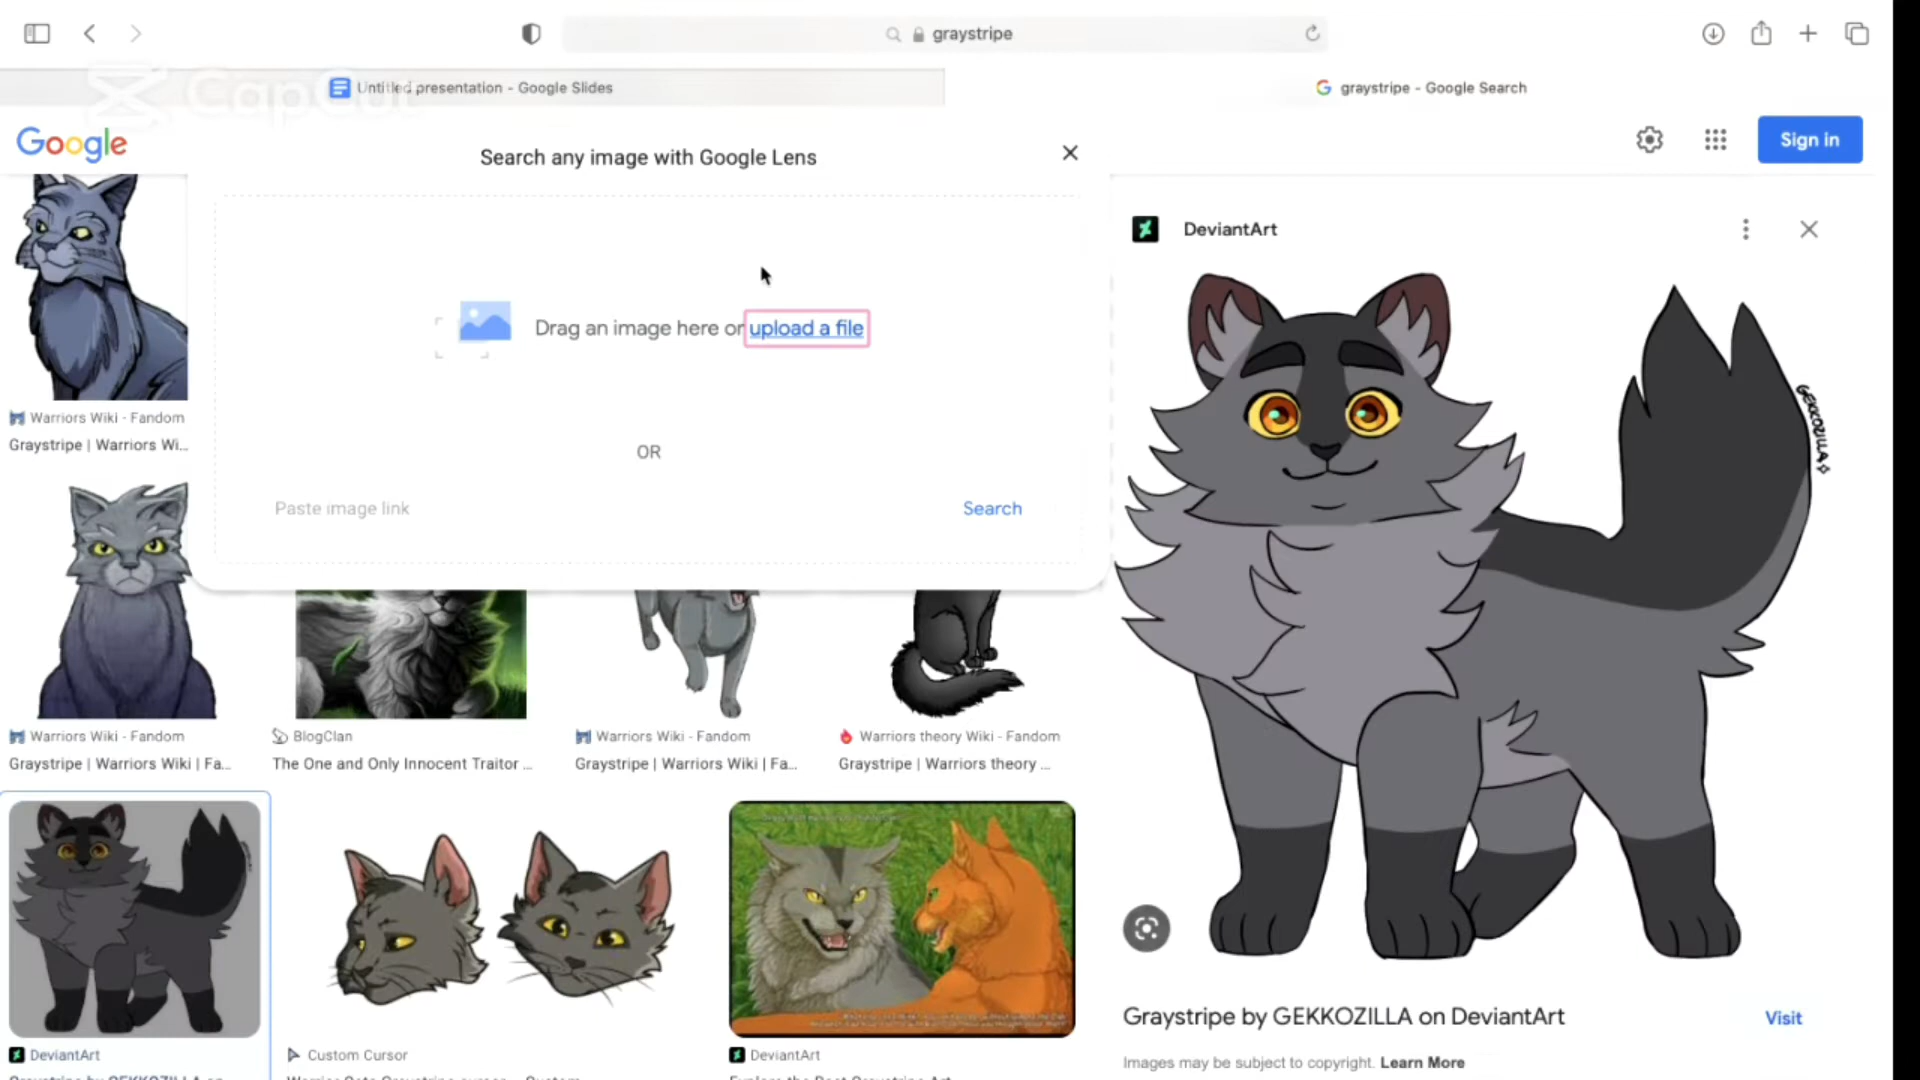 graystripe
CapCut
Untitled presentation - Google Slides
graystripe - Google Search
Google
Sign in
Search any image with Google Lens
Drag an image here or upload a file
OR
Paste image link
Search
DeviantArt
GEKKOZILLA
Warriors Wiki - Fandom
Graystripe | Warriors Wi...
Warriors Wiki - Fandom
Graystripe | Warriors Wiki | Fa...
BlogClan
The One and Only Innocent Traitor ...
Warriors Wiki - Fandom
Graystripe | Warriors Wiki | Fa...
Warriors theory Wiki - Fandom
Graystripe | Warriors theory ...
DeviantArt
Custom Cursor
DeviantArt
Graystripe by GEKKOZILLA on DeviantArt
Visit
Images may be subject to copyright. Learn More